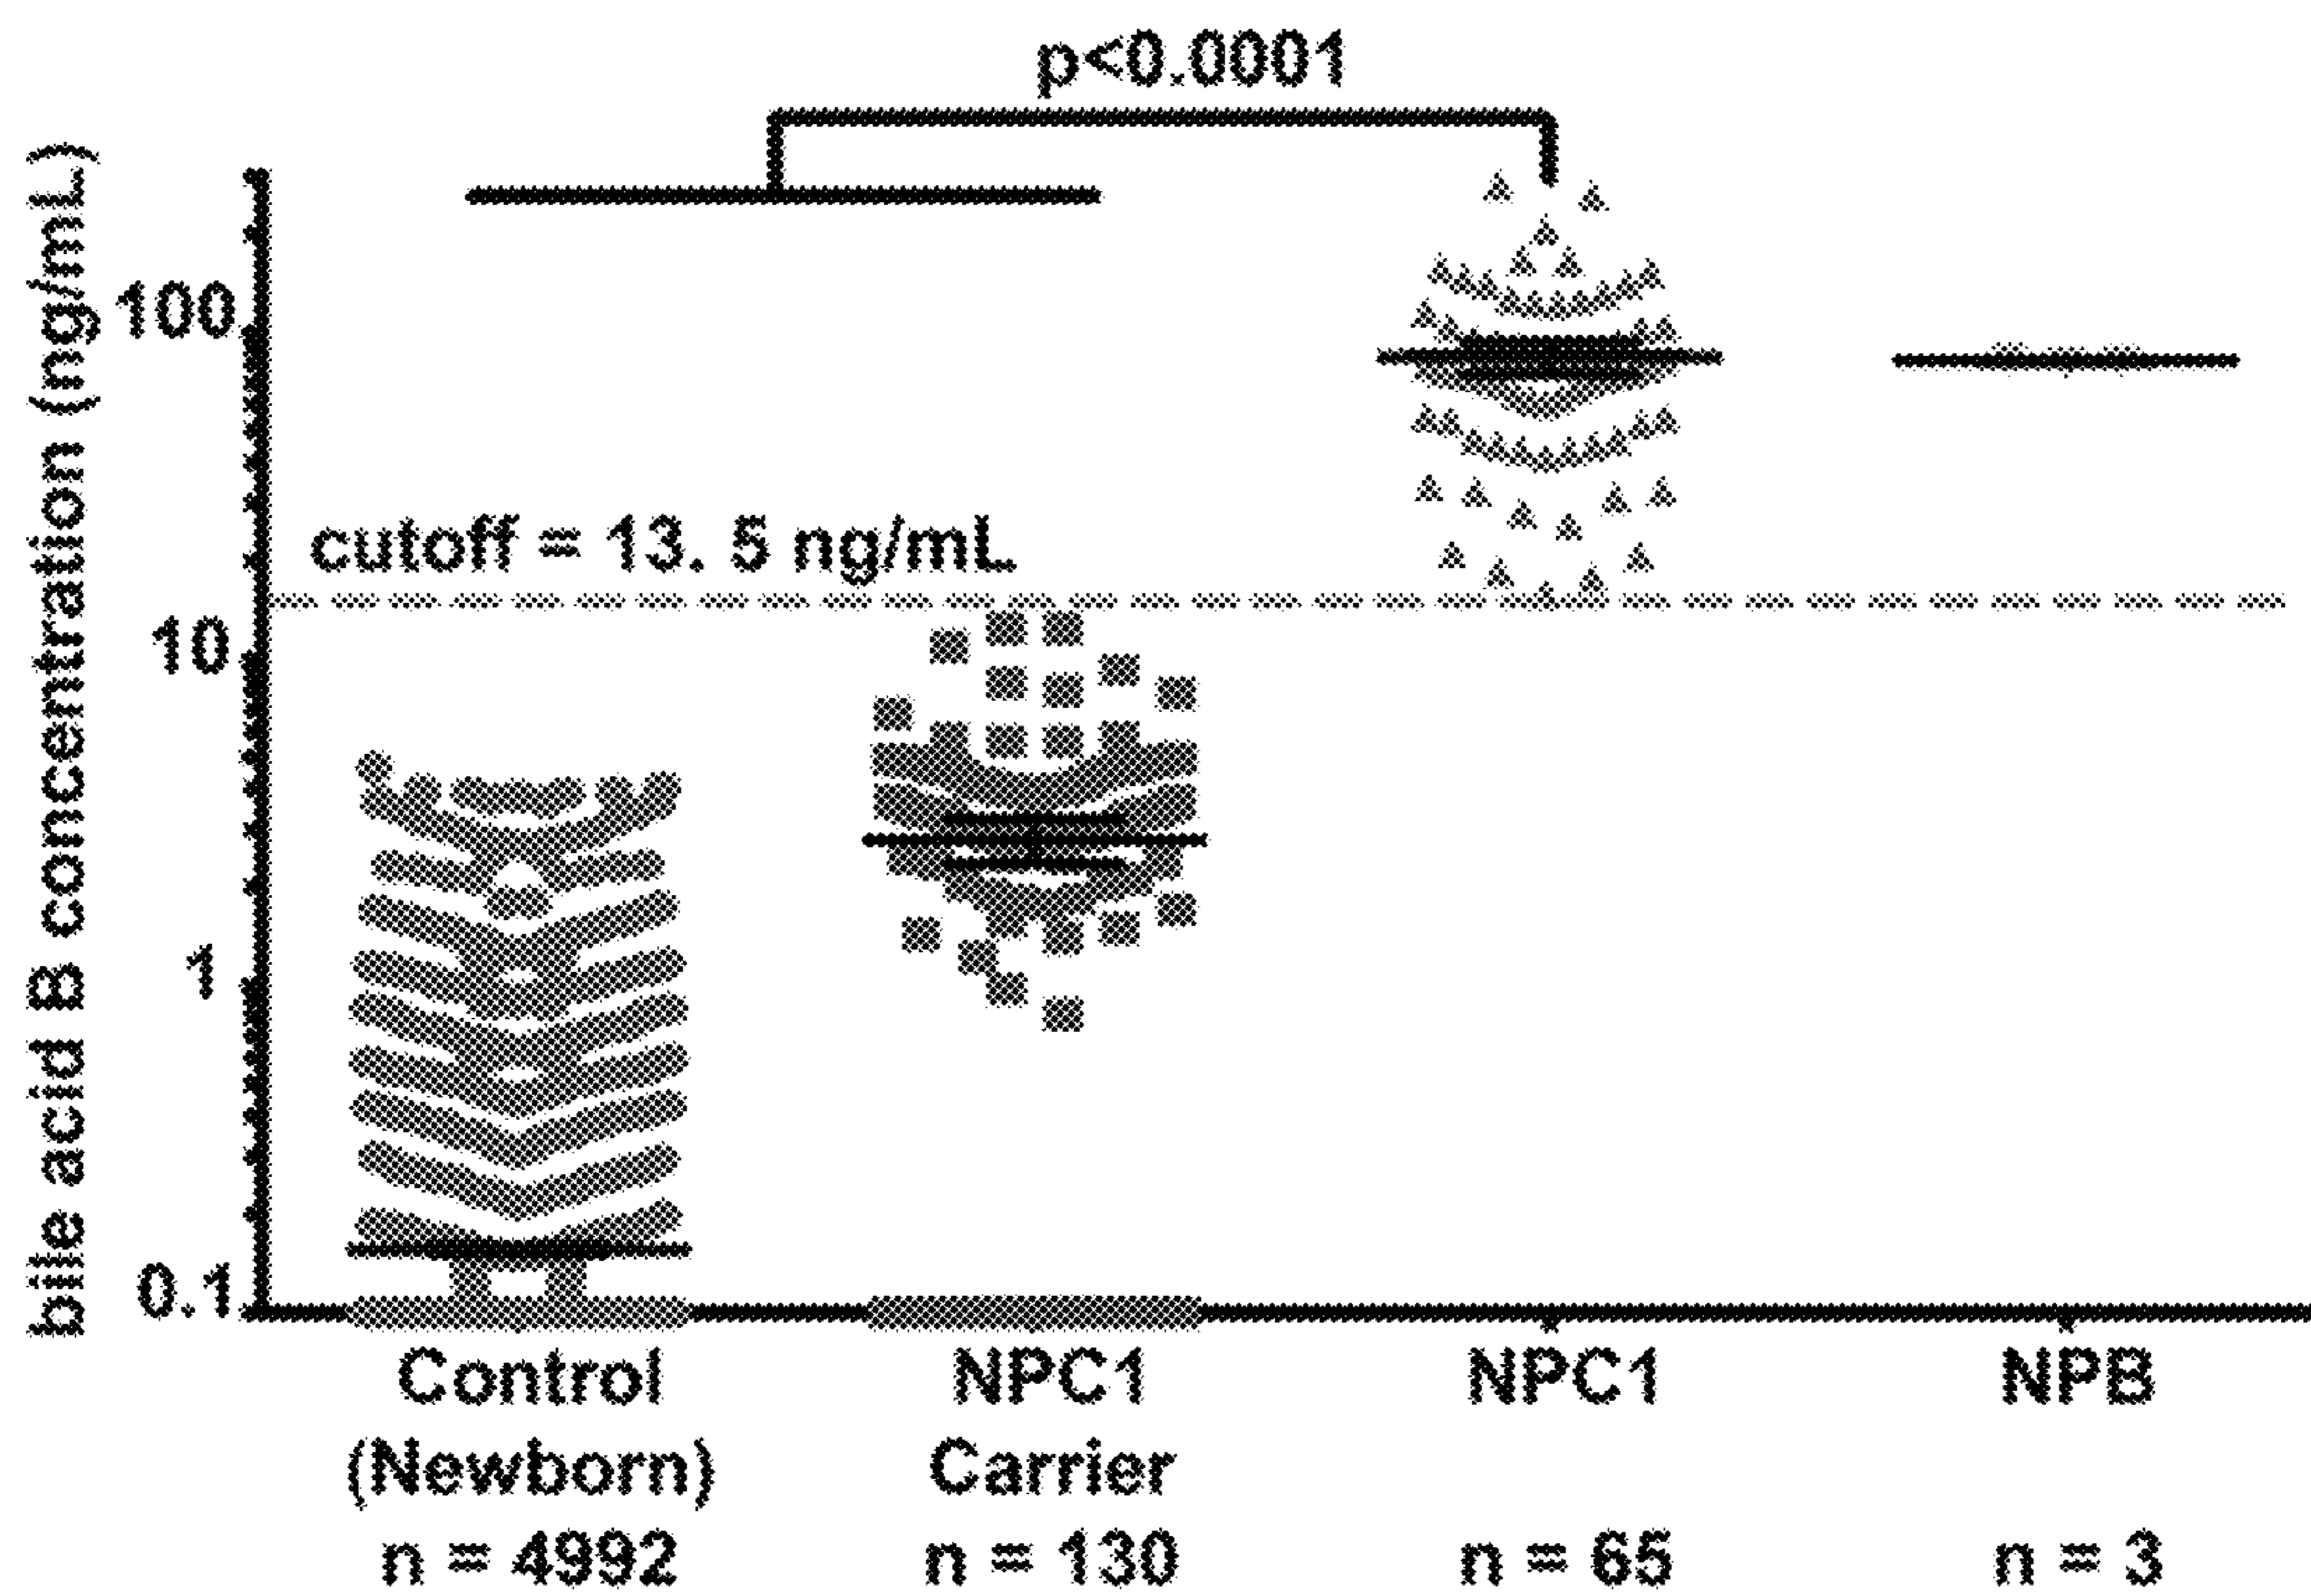 p<0.0001
bile acid B concentration (ng/mL)
100
cutoff = 13. 5 ng/mL
10
1
0.1
Control NPC1 NPC1 NPB
(Newborn) Carrier
n = 4992 n = 130 n = 65 n = 3